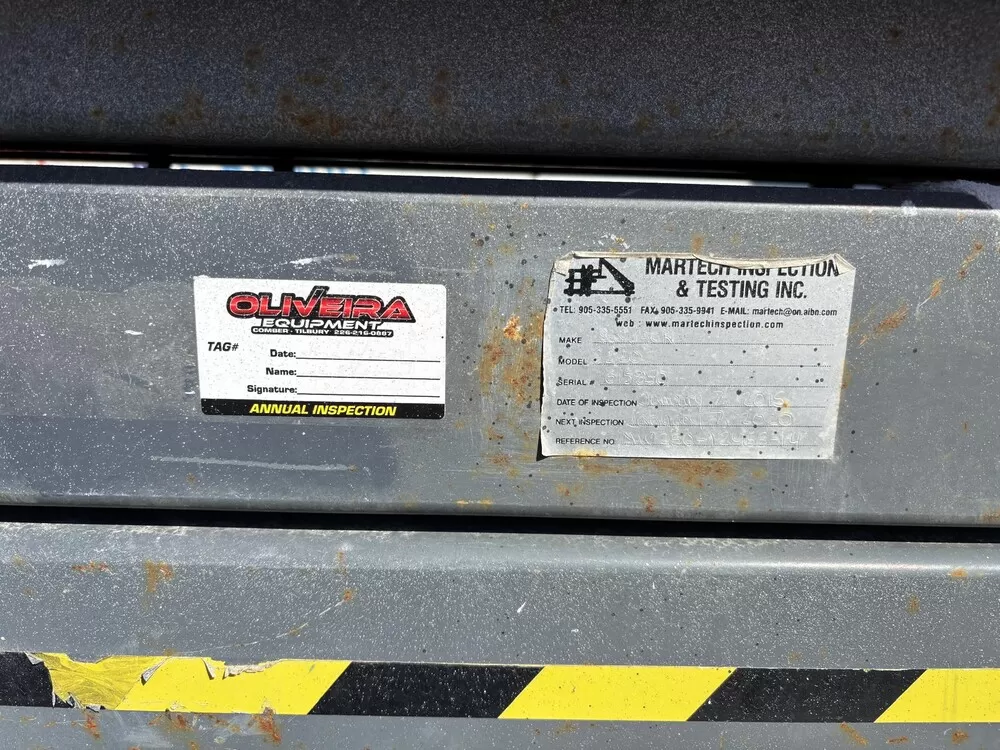 OLIVEIRA
EQUIPMENT
COMBER - TILBURY 226-216-0867
TAG#
Date:
Name:
Signature:
ANNUAL INSPECTION
MARTECH INSPECTION
& TESTING INC.
TEL: 905-335-5551 FAX: 905-335-9941 E-MAIL: martech@on.aibn.com
web : www.martechinspection.com
MAKE
MODEL
SERIAL #
DATE OF INSPECTION
NEXT INSPECTION
REFERENCE NO.